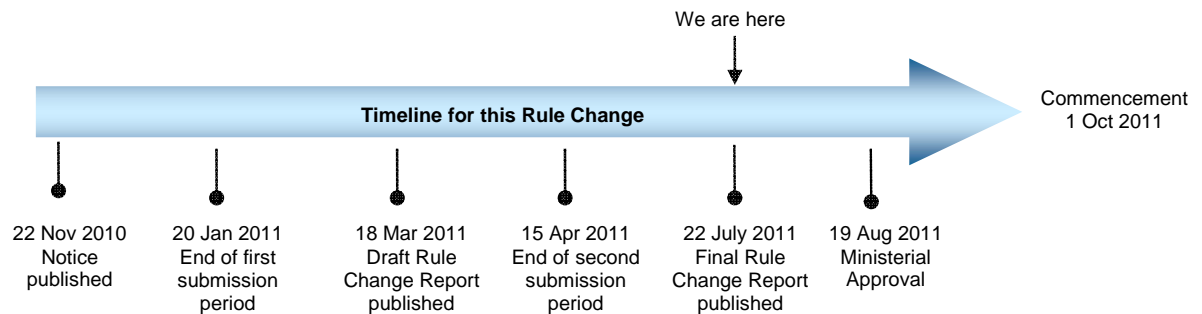 We are here
Timeline for this Rule Change
Commencement
1 Oct 2011
22 Nov 2010
Notice
published
20 Jan 2011
End of first
submission
period
18 Mar 2011
Draft Rule
Change Report
published
15 Apr 2011
End of second
submission
period
22 July 2011
Final Rule
Change Report
published
19 Aug 2011
Ministerial
Approval